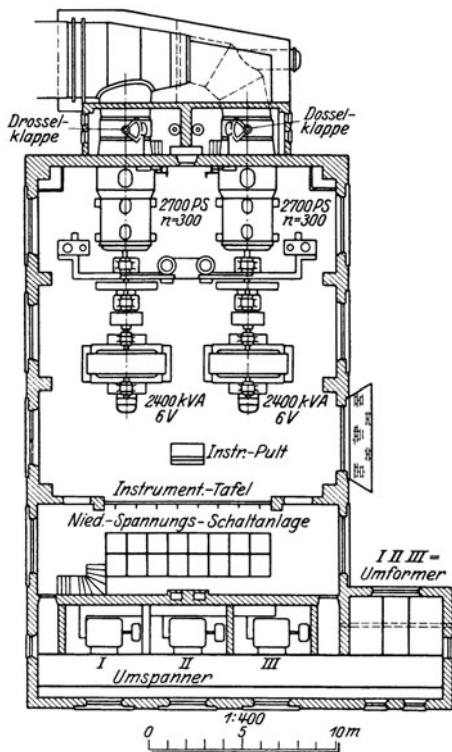 Drossel-
klappe
Dossel-
klappe
2700 PS
n=300
2700 PS
n=300
2400 kVA
6 V
2400 kVA
6 V
Instr.-Pult
Instrument.-Tafel
Nied.-Spannungs-Schaltanlage
I II III =
Umformer
I II III
Umspanner
1:400
0 5 10 m